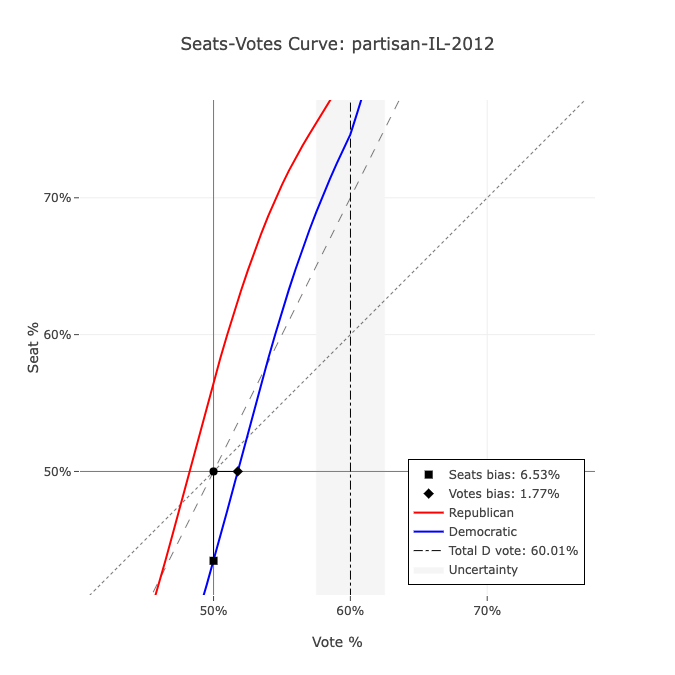 Seats-Votes Curve: partisan-IL-2012
70%
60%
50%
Seat %
Seats bias: 6.53%
Votes bias: 1.77%
Republican
Democratic
Total D vote: 60.01%
Uncertainty
50%
60%
70%
Vote %